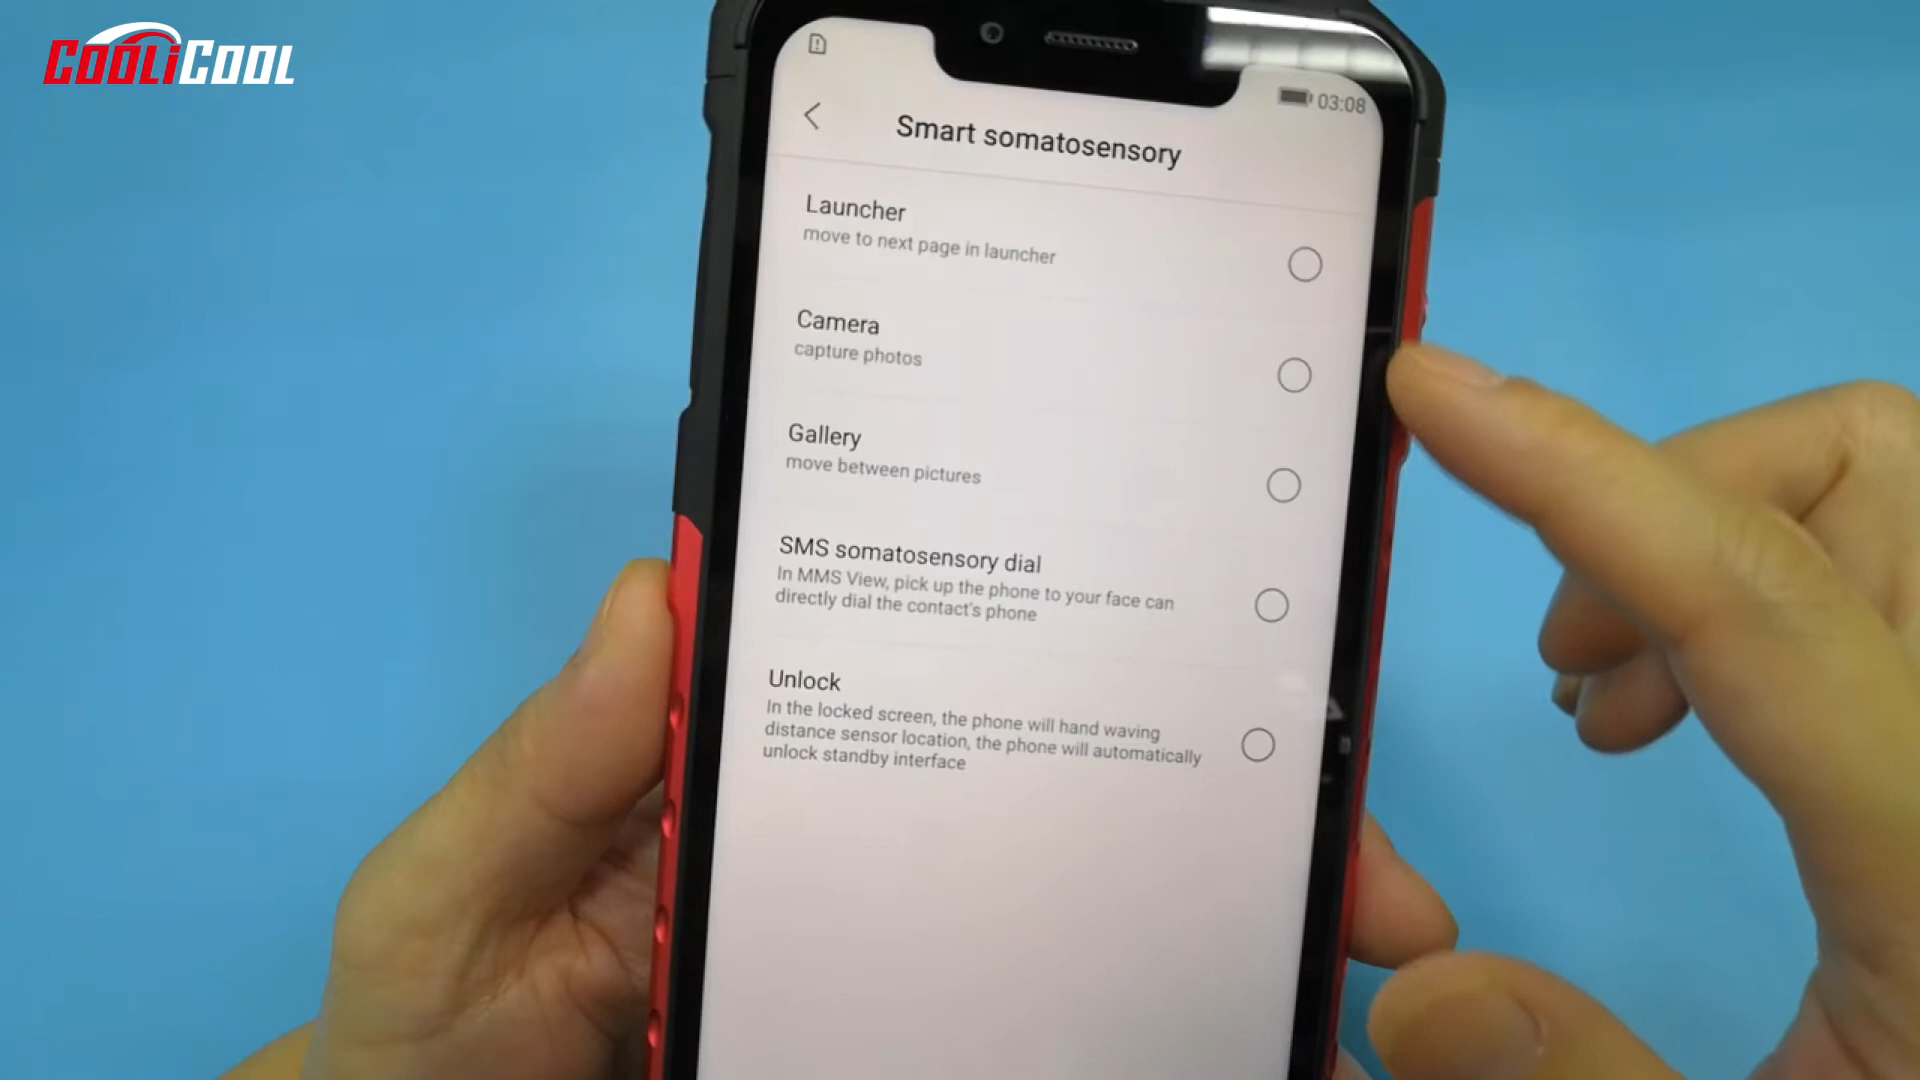 COOLiCOOL
03:08
Smart somatosensory
Launcher
move to next page in launcher
Camera
capture photos
Gallery
move between pictures
SMS somatosensory dial
In MMS View, pick up the phone to your face can
directly dial the contact's phone
Unlock
In the locked screen, the phone will hand waving
distance sensor location, the phone will automatically
unlock standby interface